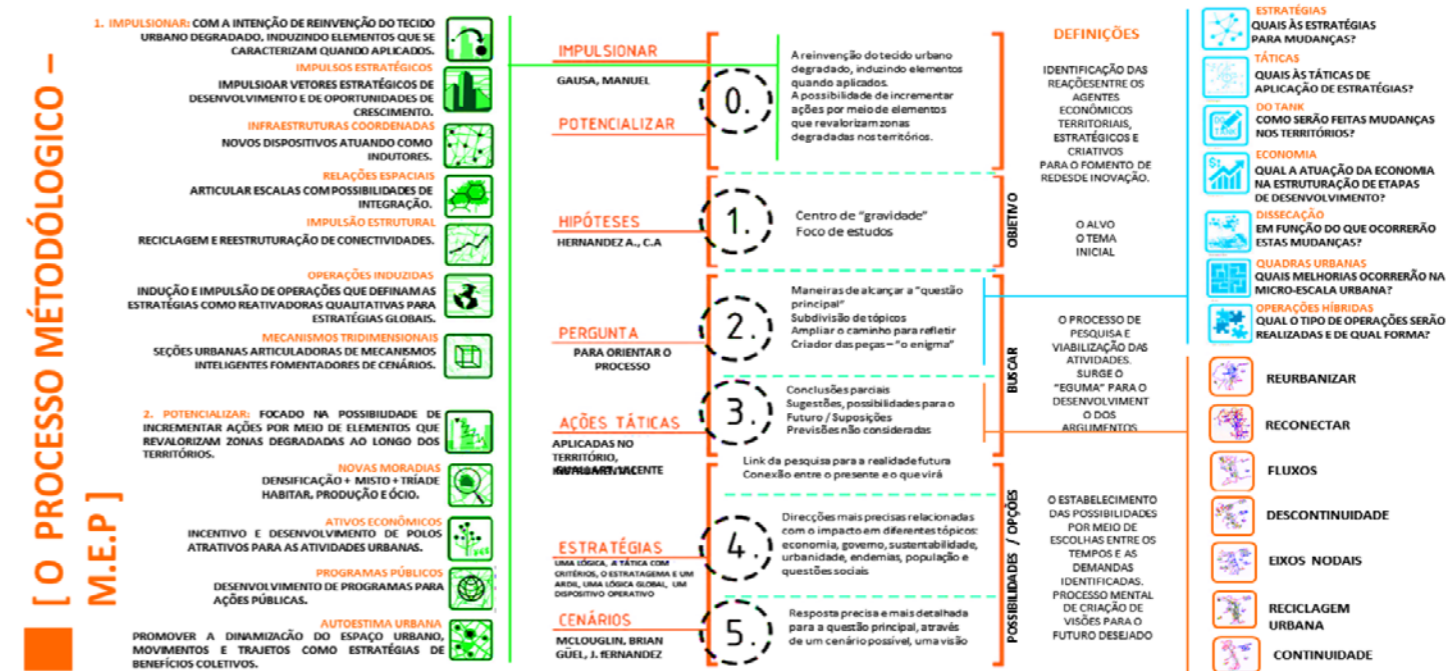 [ O PROCESSO MÉTODÓLOGICO –
M.E.P ]
1. IMPULSIONAR: COM A INTENÇÃO DE REINVENÇÃO DO TECIDO
URBANO DEGRADADO, INDUZINDO ELEMENTOS QUE SE
CARACTERIZAM QUANDO APLICADOS.
IMPULSOS ESTRATÉGICOS
IMPULSIOAR VETORES ESTRATÉGICOS DE
DESENVOLVIMENTO E DE OPORTUNIDADES DE
CRESCIMENTO.
INFRAESTRUTURAS COORDENADAS
NOVOS DISPOSITIVOS ATUANDO COMO
INDUTORES.
RELAÇÕES ESPACIAIS
ARTICULAR ESCALAS COM POSSIBILIDADES DE
INTEGRAÇÃO.
IMPULSÃO ESTRUTURAL
RECICLAGEM E REESTRUTURAÇÃO DE CONECTIVIDADES.
OPERAÇÕES INDUZIDAS
INDUÇÃO E IMPULSÃO DE OPERAÇÕES QUE DEFINAM AS
ESTRATÉGIAS COMO REATIVADORAS QUALITATIVAS PARA
ESTRATÉGIAS GLOBAIS.
MECANISMOS TRIDIMENSIONAIS
SEÇÕES URBANAS ARTICULADORAS DE MECANISMOS
INTELIGENTES FOMENTADORES DE CENÁRIOS.
2. POTENCIALIZAR: FOCADO NA POSSIBILIDADE DE
INCREMENTAR AÇÕES POR MEIO DE ELEMENTOS QUE
REVALORIZAM ZONAS DEGRADADAS AO LONGO DOS
TERRITÓRIOS.
NOVAS MORADIAS
DENSIFICAÇÃO + MISTO + TRÍADE
HABITAR, PRODUÇÃO E ÓCIO.
ATIVOS ECONÔMICOS
INCENTIVO E DESENVOLVIMENTO DE POLOS
ATRATIVOS PARA AS ATIVIDADES URBANAS.
PROGRAMAS PÚBLICOS
DESENVOLVIMENTO DE PROGRAMAS PARA
AÇÕES PÚBLICAS.
AUTOESTIMA URBANA
PROMOVER A DINAMIZACÃO DO ESPAÇO URBANO,
MOVIMENTOS E TRAJETOS COMO ESTRATÉGIAS DE
BENEFÍCIOS COLETIVOS.
IMPULSIONAR
GAUSA, MANUEL
POTENCIALIZAR
0.
A reinvenção do tecido urbano
degradado, induzindo elementos
quando aplicados.
A possibilidade de incrementar
ações por meio de elementos
que revalorizam zonas
degradadas nos territórios.
HIPÓTESES
HERNANDEZ A., C.A
1.
Centro de “gravidade”
Foco de estudos
PERGUNTA
PARA ORIENTAR O
PROCESSO
2.
Maneiras de alcançar a “questão
principal”
Subdivisão de tópicos
Ampliar o caminho para refletir
Criador das peças – “o enigma”
AÇÕES TÁTICAS
APLICADAS NO
TERRITÓRIO,
3.
Conclusões parciais
Sugestões, possibilidades para o
Futuro / Suposições
Previsões não consideradas
Link da pesquisa para a realidade futura
Conexão entre o presente e o que virá
ESTRATÉGIAS
UMA LÓGICA, A TÁTICA COM
CRITÉRIOS, O ESTRATAGEMA E UM
ARDIL, UMA LÓGICA GLOBAL, UM
DISPOSITIVO OPERATIVO
4.
Direcções mais precisas relacionadas
com o impacto em diferentes tópicos:
economia, governo, sustentabilidade,
urbanidade, endemias, população e
questões sociais
CENÁRIOS
MCLOUGLIN, BRIAN
GÜEL, J. fERNANDEZ
5.
Resposta precisa e mais detalhada
para a questão principal, através
de um cenário possível, uma visão
OBJETIVO
BUSCAR
POSSIBILIDADES / OPÇÕES
DEFINIÇÕES
IDENTIFICAÇÃO DAS
REAÇÕESENTRE OS
AGENTES
ECONÔMICOS
TERRITORIAIS,
ESTRATÉGICOS E
CRIATIVOS
PARA O FOMENTO DE
REDESDE INOVAÇÃO.
O ALVO
O TEMA
INICIAL
O PROCESSO DE
PESQUISA E
VIABILIZAÇÃO DAS
ATIVIDADES.
SURGE O
"EGUMA" PARA O
DESENVOLVIMENT
O DOS
ARGUMENTOS
O ESTABELECIMENTO
DAS POSSIBILIDADES
POR MEIO DE
ESCOLHAS ENTRE OS
TEMPOS E AS
DEMANDAS
IDENTIFICADAS.
PROCESSO MENTAL
DE CRIAÇÃO DE
VISÕES PARA O
FUTURO DESEJADO
ESTRATÉGIAS
QUAIS ÀS ESTRATÉGIAS
PARA MUDANÇAS?
TÁTICAS
QUAIS ÀS TÁTICAS DE
APLICAÇÃO DE ESTRATÉGIAS?
DO TANK
COMO SERÃO FEITAS MUDANÇAS
NOS TERRITÓRIOS?
ECONOMIA
QUAL A ATUAÇÃO DA ECONOMIA
NA ESTRUTURAÇÃO DE ETAPAS
DE DESENVOLVIMENTO?
DISSECAÇÃO
EM FUNÇÃO DO QUE OCORRERÃO
ESTAS MUDANÇAS?
QUADRAS URBANAS
QUAIS MELHORIAS OCORRERÃO NA
MICRO-ESCALA URBANA?
OPERAÇÕES HÍBRIDAS
QUAL O TIPO DE OPERAÇÕES SERÃO
REALIZADAS E DE QUAL FORMA?
REURBANIZAR
RECONECTAR
FLUXOS
DESCONTINUIDADE
EIXOS NODAIS
RECICLAGEM
URBANA
CONTINUIDADE